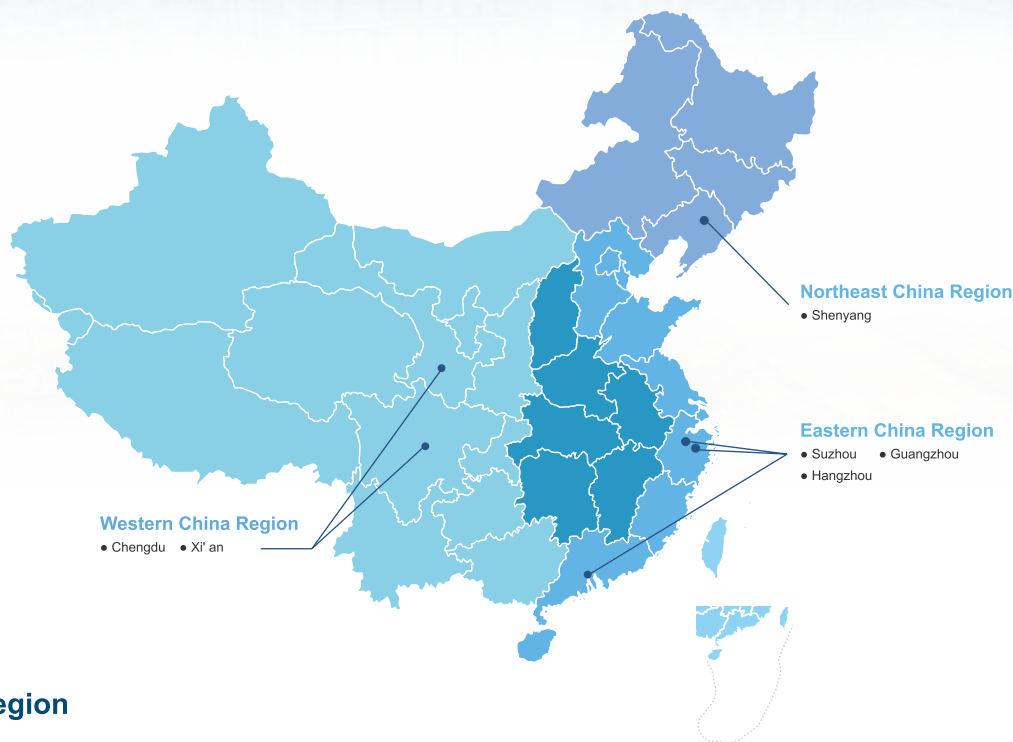 Northeast China Region
● Shenyang
Eastern China Region
● Suzhou ● Guangzhou
● Hangzhou
Western China Region
● Chengdu ● Xi' an
egion